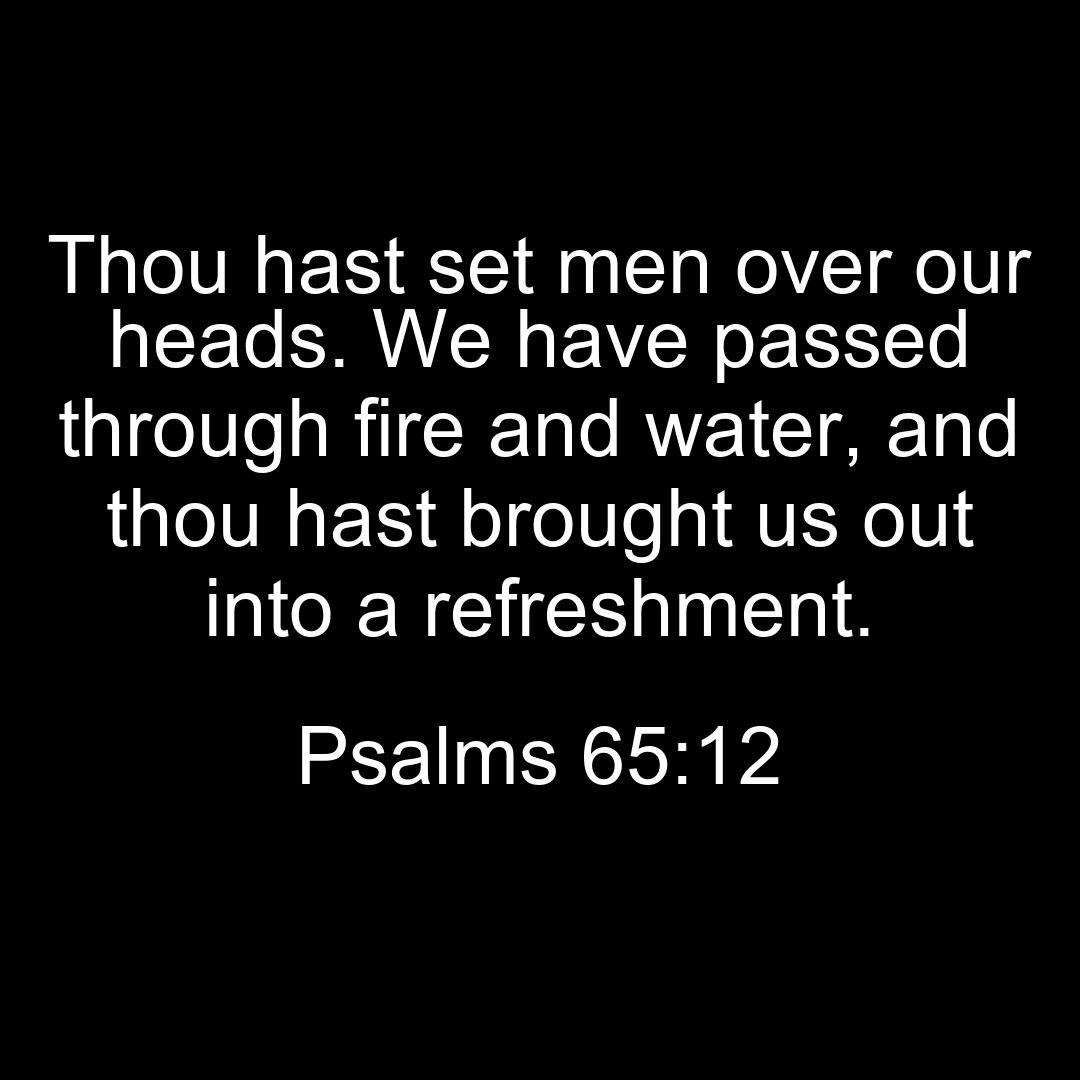 Thou hast set men over our
heads. We have passed
through fire and water, and
thou hast brought us out
into a refreshment.
Psalms 65:12